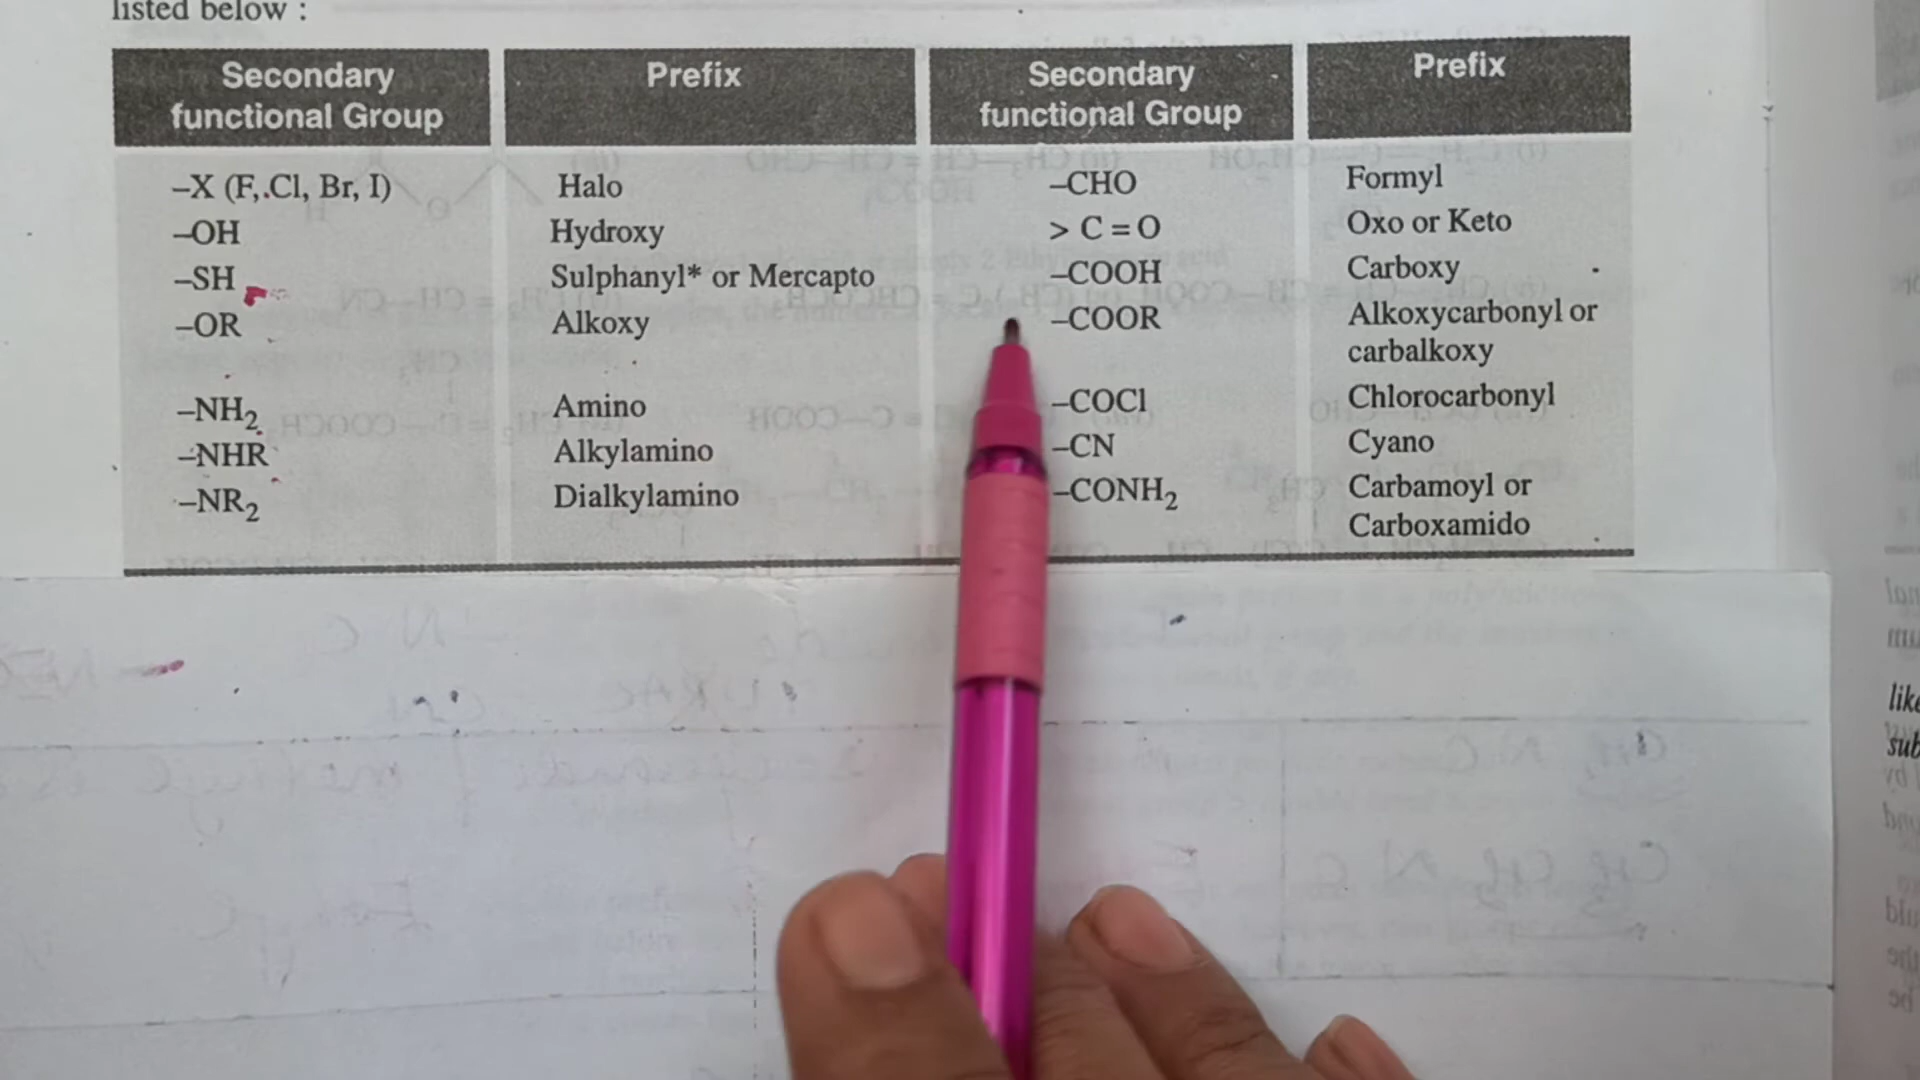 listed below :
Secondary functional Group Prefix Secondary functional Group Prefix
–X (F, Cl, Br, I) Halo –CHO Formyl
–OH Hydroxy > C = O Oxo or Keto
–SH Sulphanyl* or Mercapto –COOH Carboxy
–OR Alkoxy –COOR Alkoxycarbonyl or carbalkoxy
–NH2 Amino –COCl Chlorocarbonyl
–NHR Alkylamino –CN Cyano
–NR2 Dialkylamino –CONH2 Carbamoyl or Carboxamido
like
sub